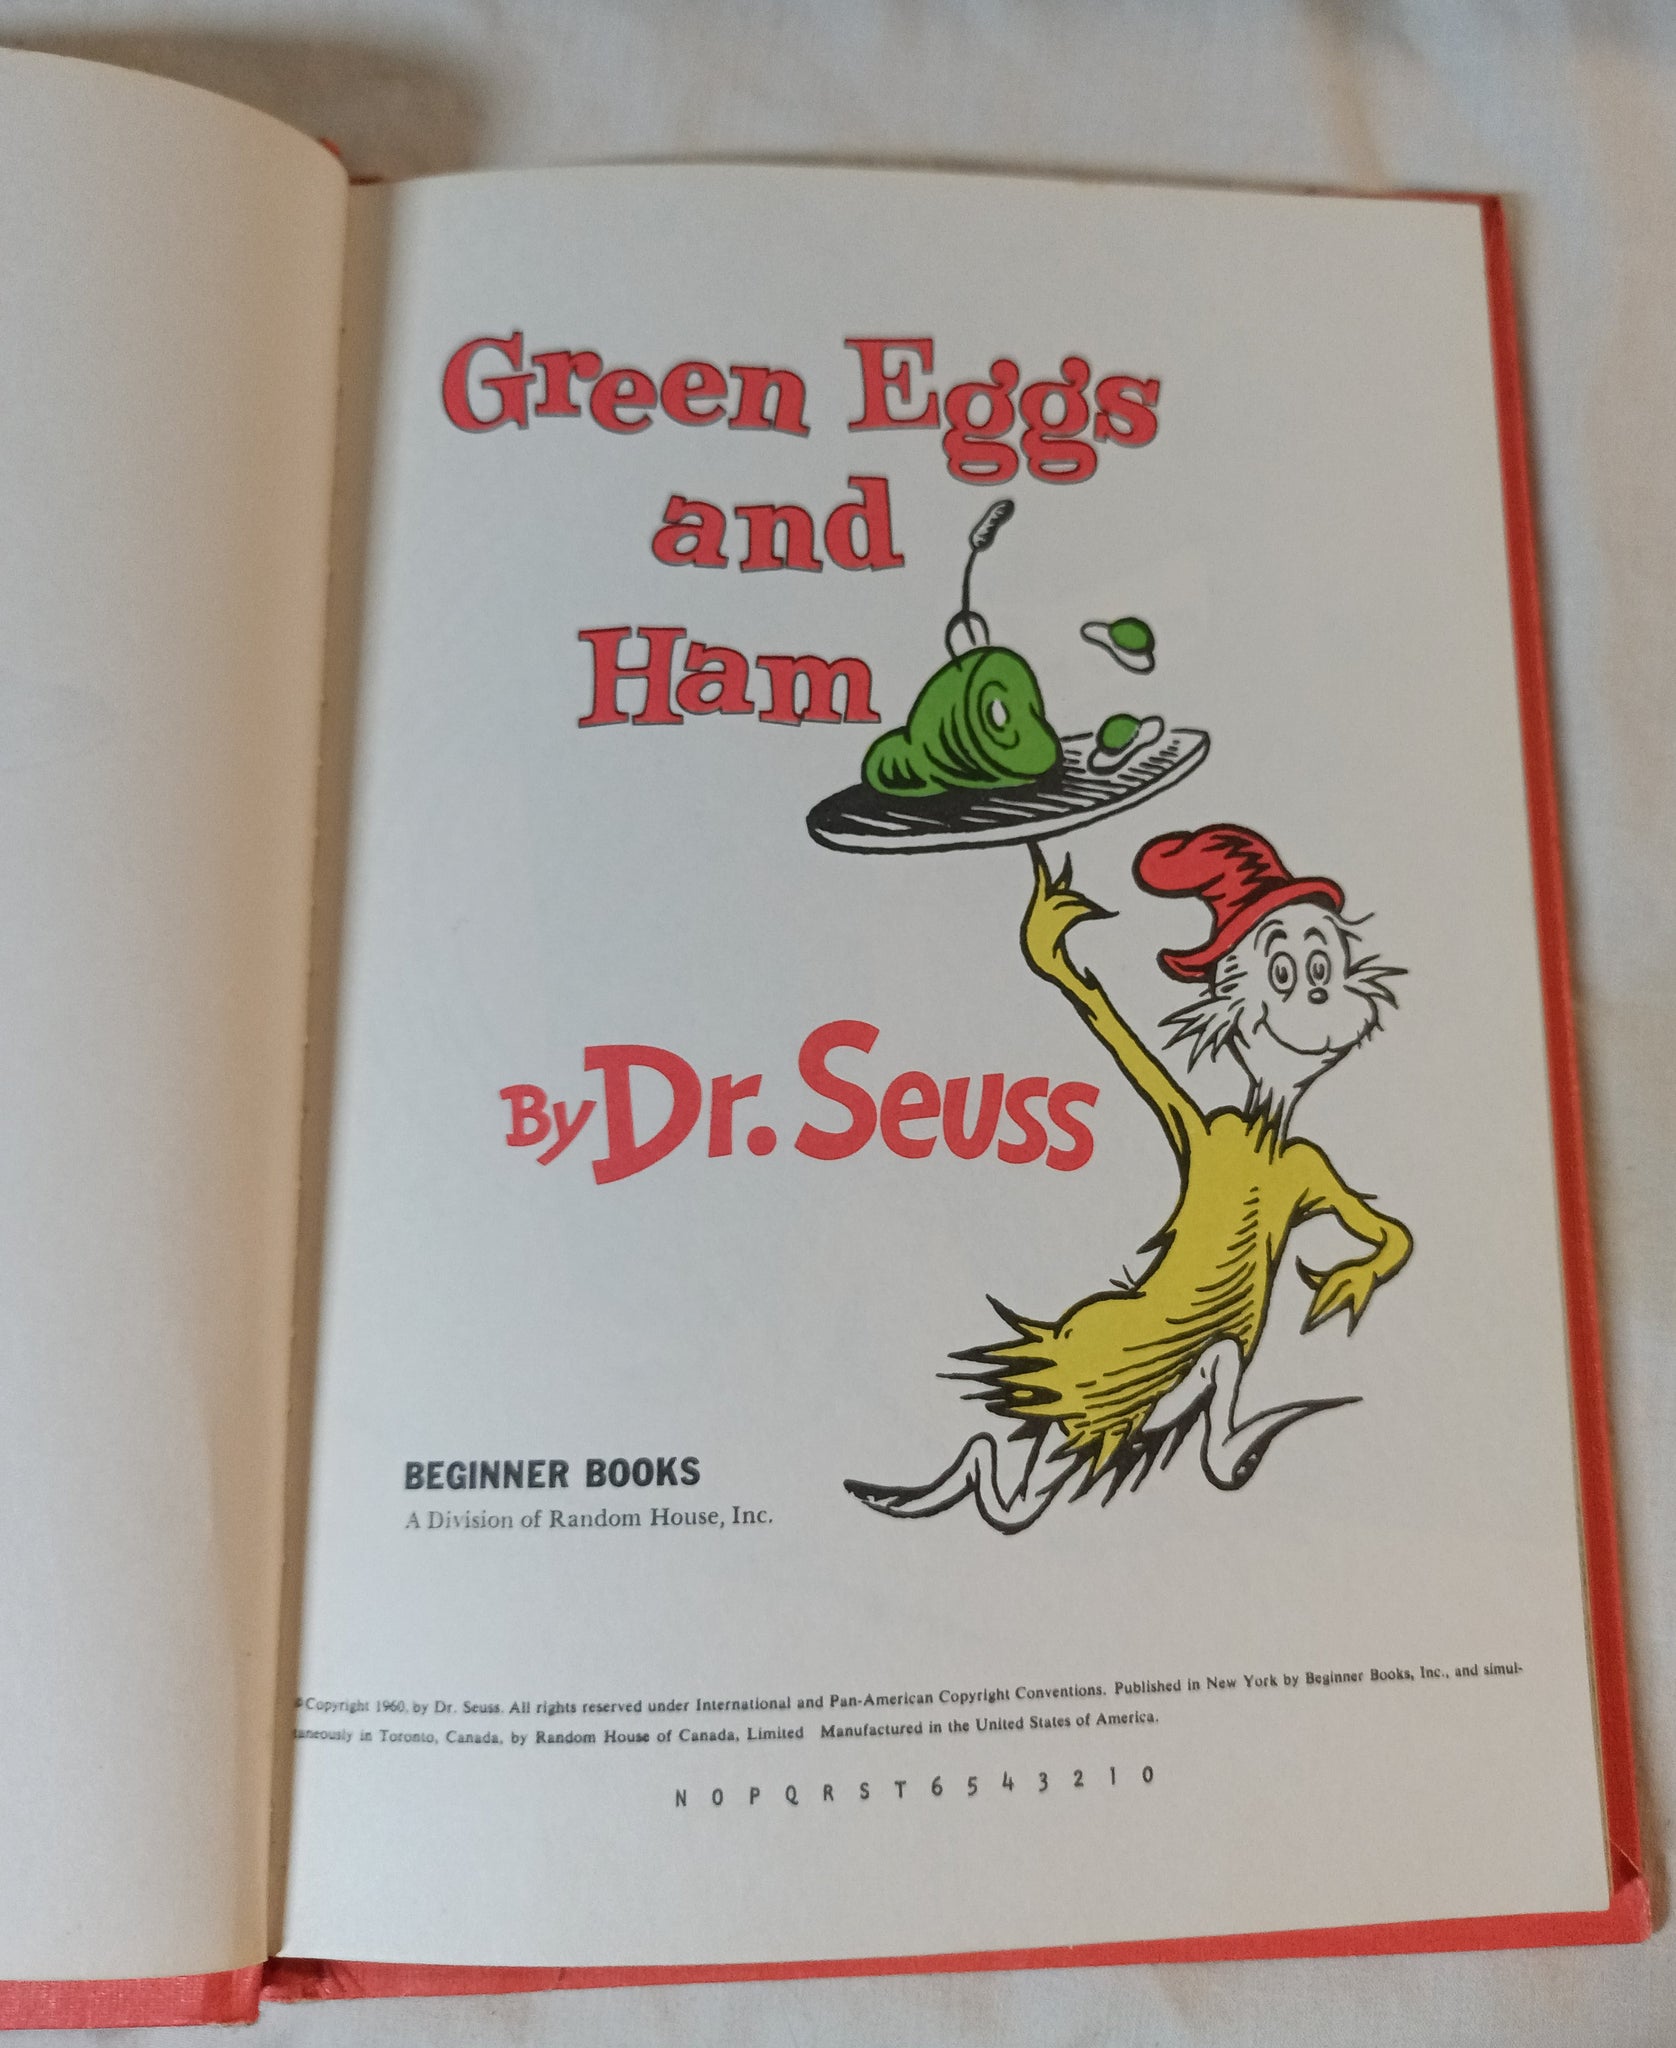 Green Eggs
and
Ham
By Dr. Seuss
BEGINNER BOOKS
A Division of Random House, Inc.
©Copyright 1960, by Dr. Seuss. All rights reserved under International and Pan-American Copyright Conventions. Published in New York by Beginner Books, Inc., and simul-
taneously in Toronto, Canada, by Random House of Canada, Limited Manufactured in the United States of America.
N O P Q R S T 6 5 4 3 2 1 0